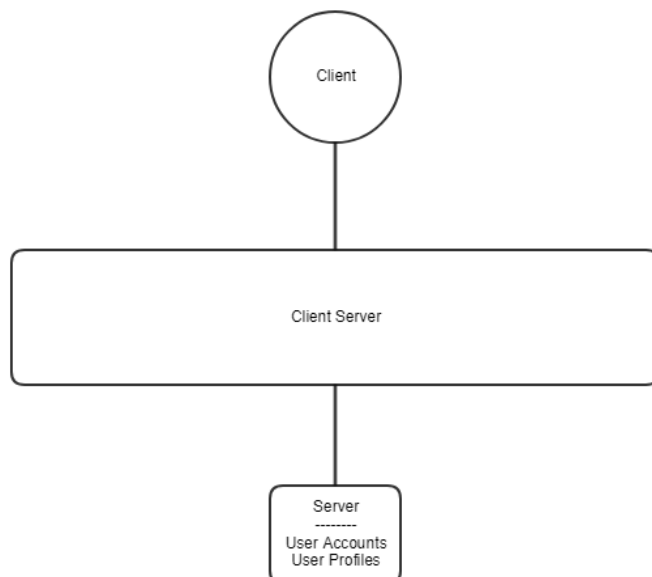 Client
Client Server
Server
--------
User Accounts
User Profiles